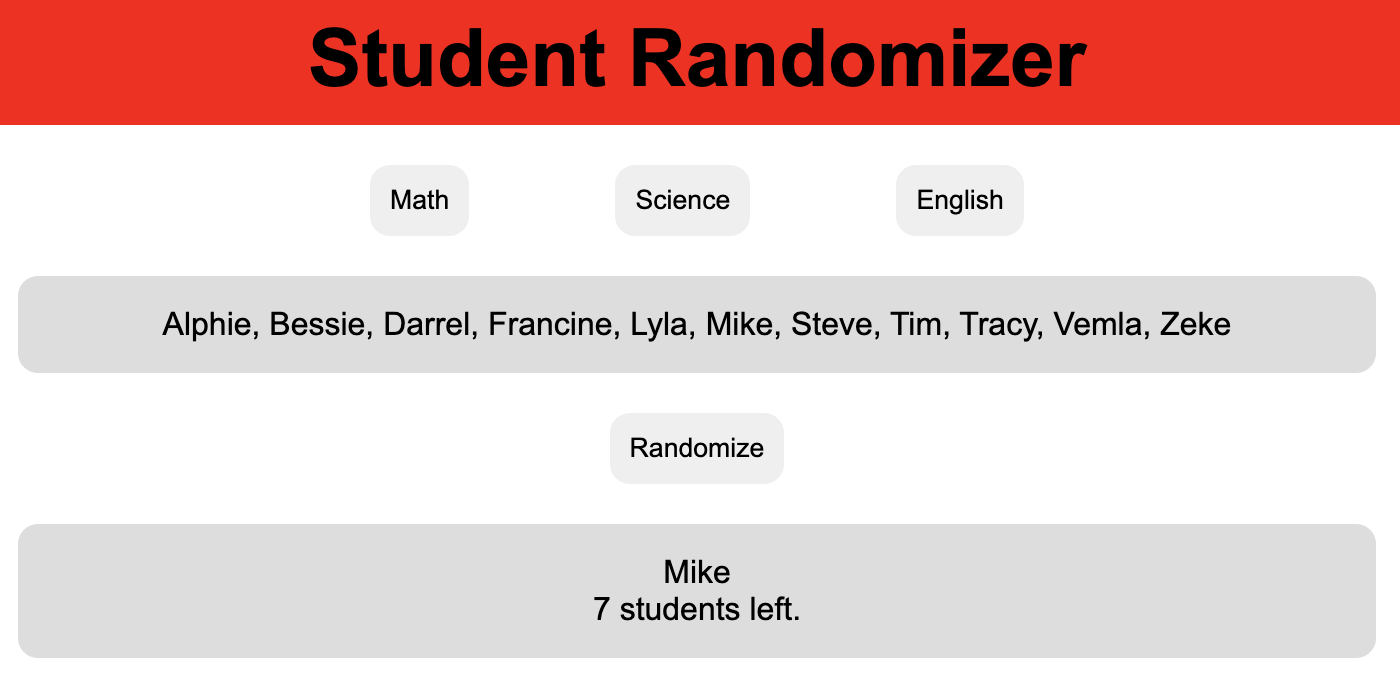 Student Randomizer
Math
Science
English
Alphie, Bessie, Darrel, Francine, Lyla, Mike, Steve, Tim, Tracy, Vemla, Zeke
Randomize
Mike
7 students left.